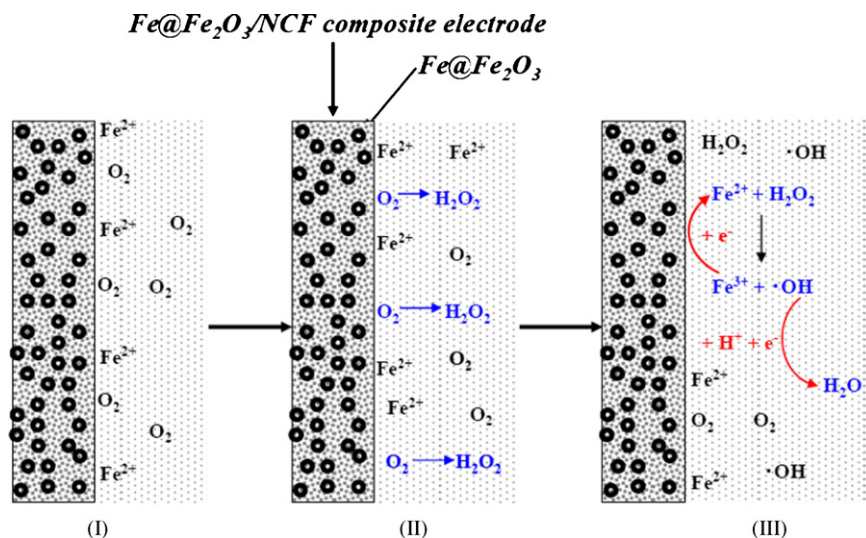 Fe@Fe₂O₃/NCF composite electrode
Fe@Fe₂O₃
Fe²⁺
O₂
O₂
Fe²⁺
O₂
O₂
Fe²⁺
O₂
O₂
Fe²⁺
(I)
Fe²⁺ Fe²⁺
O₂ H₂O₂
Fe²⁺
O₂
O₂ H₂O₂
O₂
Fe²⁺
Fe²⁺
O₂
O₂ H₂O₂
(II)
H₂O₂
·OH
Fe²⁺ + H₂O₂
+ e⁻
Fe³⁺ + ·OH
+ H⁺ + e⁻
Fe²⁺
H₂O
O₂ O₂
·OH
Fe²⁺
(III)